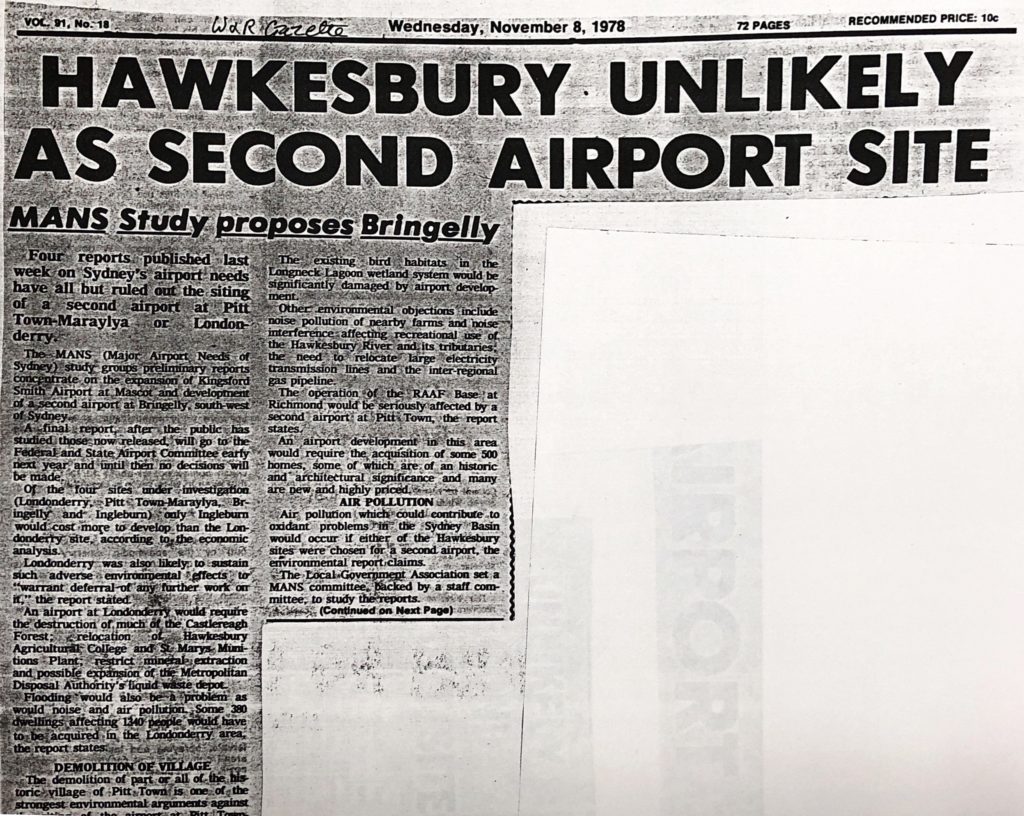 VOL. 91, No. 18
W & R Gazette
Wednesday, November 8, 1978
72 PAGES
RECOMMENDED PRICE: 10c
HAWKESBURY UNLIKELY
AS SECOND AIRPORT SITE
MANS Study proposes Bringelly
Four reports published last
week on Sydney's airport needs
have all but ruled out the siting
of a second airport at Pitt
Town-Maraylya or London-
derry.
The MANS (Major Airport Needs of
Sydney) study groups preliminary reports
concentrate on the expansion of Kingsford
Smith Airport at Mascot and development
of a second airport at Bringelly, south-west
of Sydney.
A final report, after the public has
studied those now released, will go to the
Federal and State Airport Committee early
next year and until then no decisions will
be made.
Of the four sites under investigation
(Londonderry, Pitt Town-Maraylya, Br-
ingelly and Ingleburn) only Ingleburn
would cost more to develop than the Lon-
donderry site, according to the economic
analysis.
Londonderry was also likely to sustain
such adverse environmental effects to
"warrant deferral of any further work on
it," the report stated.
An airport at Londonderry would require
the destruction of much of the Castlereagh
Forest; relocation of Hawkesbury
Agricultural College and St. Marys Muni-
tions Plant; restrict mineral extraction
and possible expansion of the Metropolitan
Disposal Authority's liquid waste depot.
Flooding would also be a problem as
would noise and air pollution. Some 380
dwellings affecting 1340 people would have
to be acquired in the Londonderry area,
the report states.
DEMOLITION OF VILLAGE
The demolition of part or all of the his-
toric village of Pitt Town is one of the
strongest environmental arguments against
of the airport at Pitt Town-
The existing bird habitats in the
Longneck Lagoon wetland system would be
significantly damaged by airport develop-
ment.
Other environmental objections include
noise pollution of nearby farms and noise
interference affecting recreational use of
the Hawkesbury River and its tributaries;
the need to relocate large electricity
transmission lines and the inter-regional
gas pipeline.
The operation of the RAAF Base at
Richmond would be seriously affected by a
second airport at Pitt Town, the report
states.
An airport development in this area
would require the acquisition of some 500
homes, some of which are of an historic
and architectural significance and many
are new and highly priced.
AIR POLLUTION
Air pollution which could contribute to
oxidant problems in the Sydney Basin
would occur if either of the Hawkesbury
sites were chosen for a second airport, the
environmental report claims.
The Local Government Association set a
MANS committee, backed by a staff com-
mittee, to study the reports.
(Continued on Next Page)